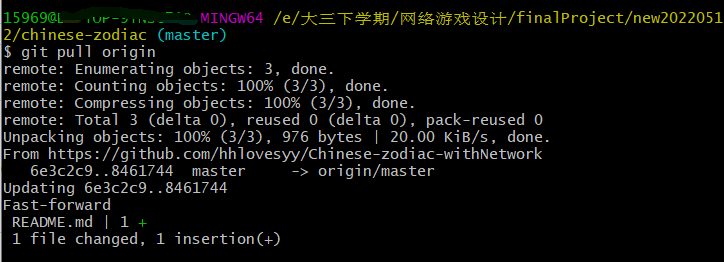 MINGW64 /e/大三下学期/网络游戏设计/finalProject/new2022051
2/chinese-zodiac (master)
$ git pull origin
remote: Enumerating objects: 3, done.
remote: Counting objects: 100% (3/3), done.
remote: Compressing objects: 100% (3/3), done.
remote: Total 3 (delta 0), reused 0 (delta 0), pack-reused 0
Unpacking objects: 100% (3/3), 976 bytes | 20.00 KiB/s, done.
From https://github.com/hhlovesyy/Chinese-zodiac-withNetwork
   6e3c2c9..8461744  master     -> origin/master
Updating 6e3c2c9..8461744
Fast-forward
 README.md | 1 +
 1 file changed, 1 insertion(+)